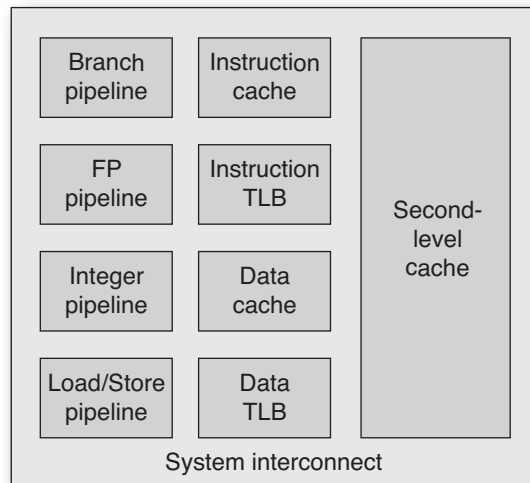 Branch
pipeline
Instruction
cache
FP
pipeline
Instruction
TLB
Second-
level
cache
Integer
pipeline
Data
cache
Load/Store
pipeline
Data
TLB
System interconnect